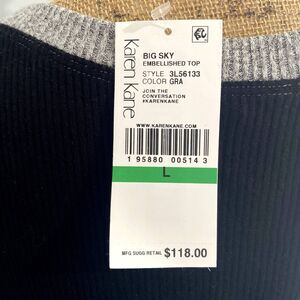 Karen Kane
BIG SKY
EMBELLISHED TOP
STYLE 3L56133
COLOR GRA
JOIN THE
CONVERSATION
#KARENKANE
WWW.KARENKANE.COM
1 95880 00514 3
L
MFG SUGG RETAIL $118.00